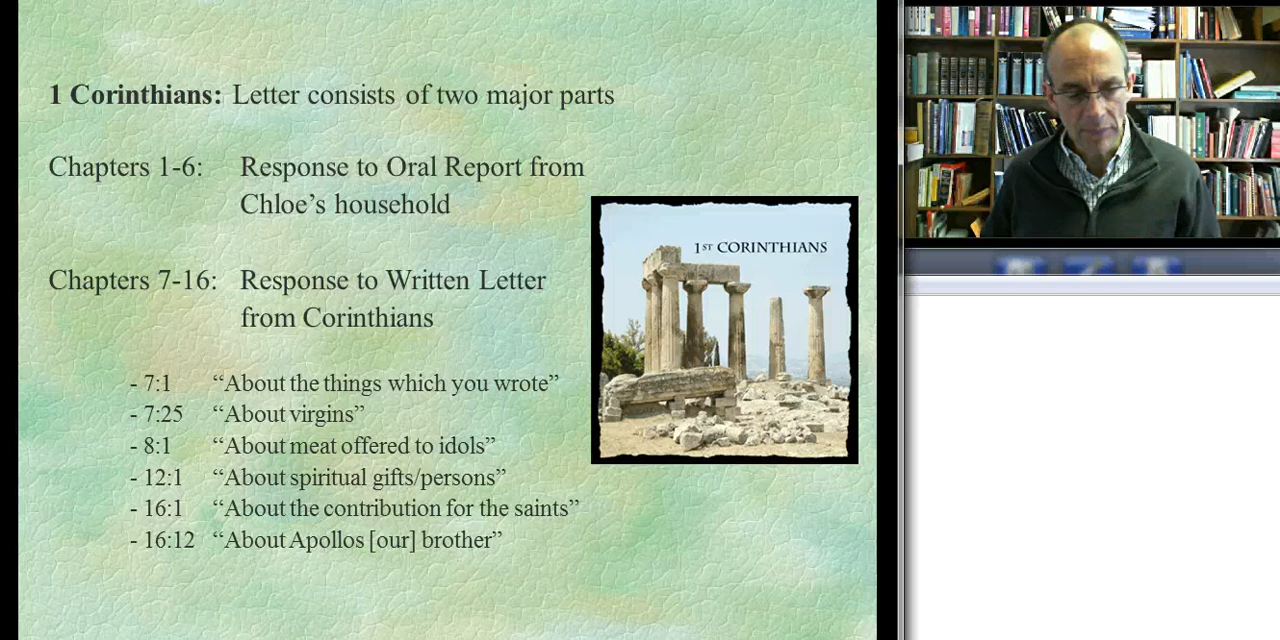 1 Corinthians: Letter consists of two major parts
Chapters 1-6: Response to Oral Report from
Chloe’s household
Chapters 7-16: Response to Written Letter
from Corinthians
- 7:1 “About the things which you wrote”
- 7:25 “About virgins”
- 8:1 “About meat offered to idols”
- 12:1 “About spiritual gifts/persons”
- 16:1 “About the contribution for the saints”
- 16:12 “About Apollos [our] brother”
1ST CORINTHIANS